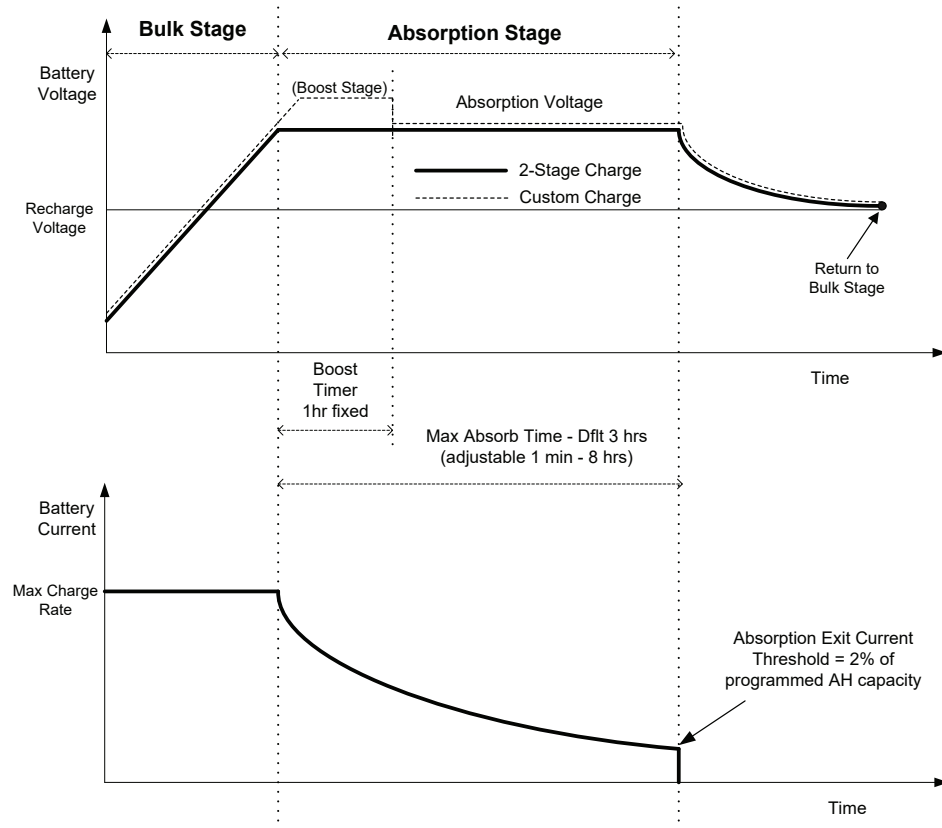 Bulk Stage
Absorption Stage
Battery
Voltage
(Boost Stage)
Absorption Voltage
2-Stage Charge
Custom Charge
Recharge
Voltage
Return to
Bulk Stage
Time
Boost
Timer
1hr fixed
Max Absorb Time - Dflt 3 hrs
(adjustable 1 min - 8 hrs)
Battery
Current
Max Charge
Rate
Absorption Exit Current
Threshold = 2% of
programmed AH capacity
Time